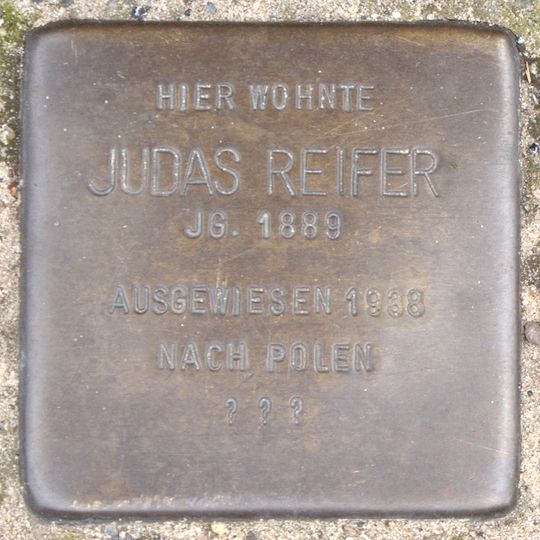 HIER WOHNTE
JUDAS REIFER
JG. 1889
AUSGEWIESEN 1938
NACH POLEN
? ? ?